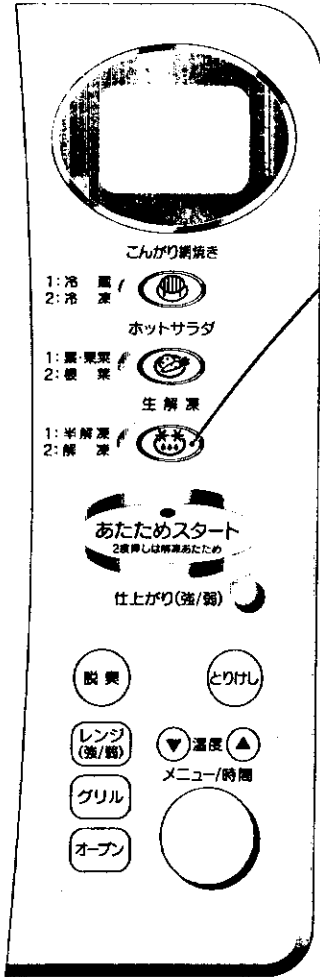 こんがり網焼き
1:冷 蔵
2:冷 凍
ホットサラダ
1:葉・果菜
2:根 菜
生 解 凍
1:半解凍
2:解 凍
あたためスタート
2度押しは解凍あたため
仕上がり(強/弱)
脱 臭
とりけし
レンジ
(強/弱)
▼温度▲
メニュー/時間
グリル
オーブン